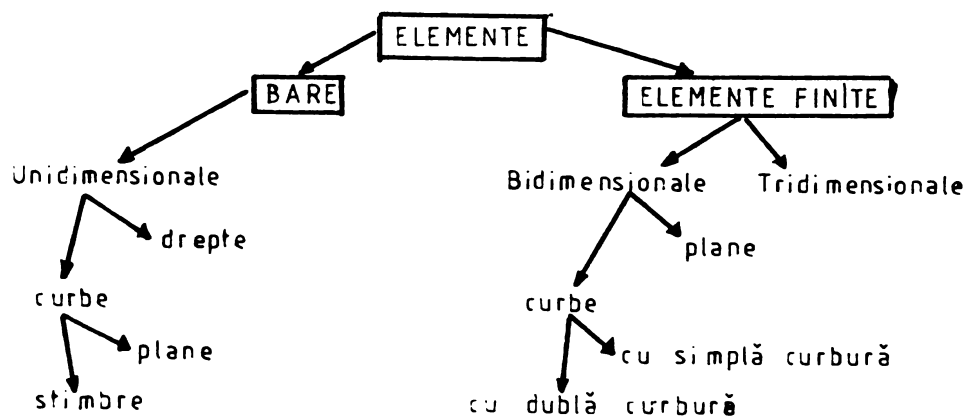 ELEMENTE
BARE
ELEMENTE FINITE
Unidimensionale
Bidimensionale
Tridimensionale
drepte
plane
curbe
curbe
plane
cu simplă curbură
stimbre
cu dublă curbură